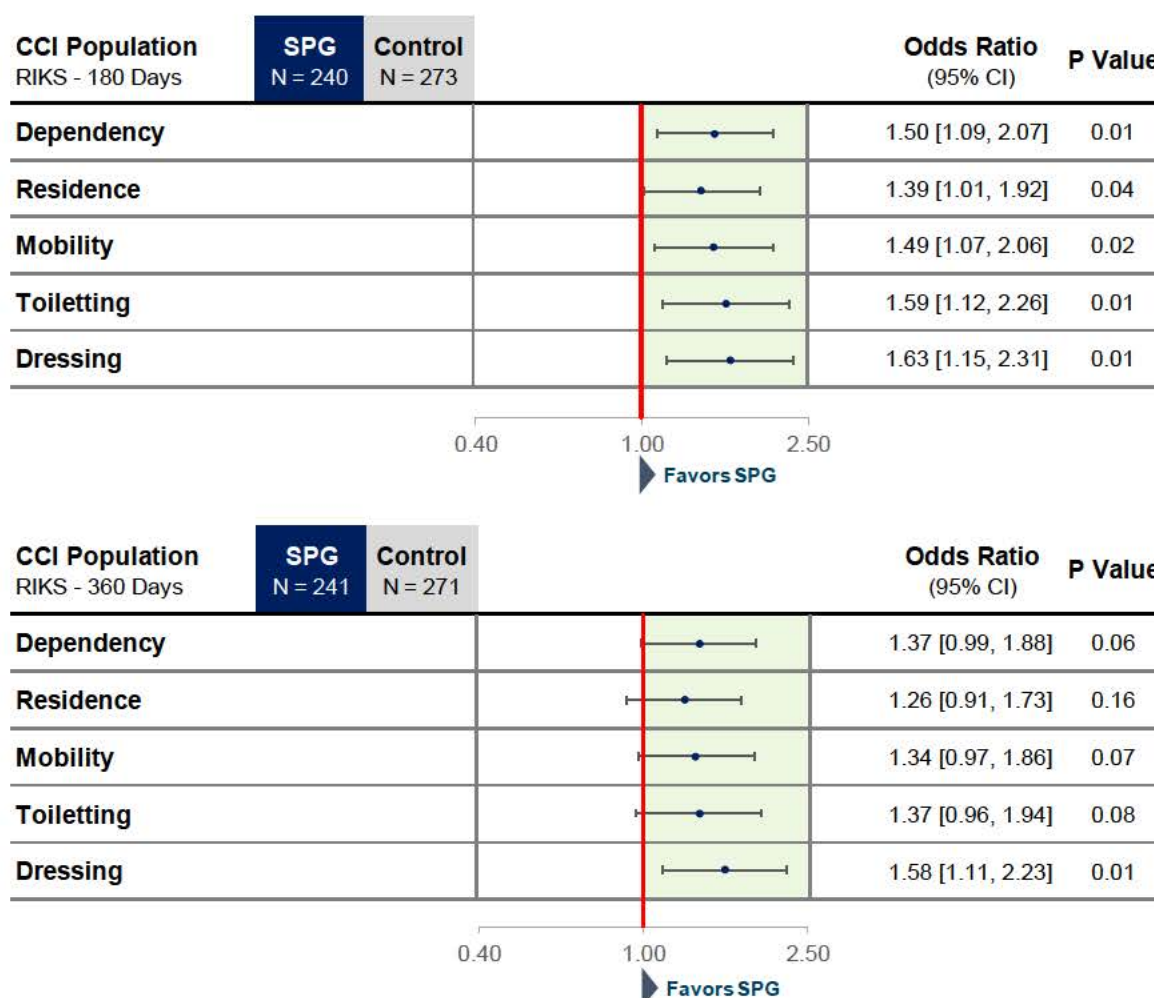 CCI Population SPG Control Odds Ratio P Value
RIKS - 180 Days N = 240 N = 273 (95% CI)
Dependency 1.50 [1.09, 2.07] 0.01
Residence 1.39 [1.01, 1.92] 0.04
Mobility 1.49 [1.07, 2.06] 0.02
Toiletting 1.59 [1.12, 2.26] 0.01
Dressing 1.63 [1.15, 2.31] 0.01
0.40 1.00 2.50
Favors SPG
CCI Population SPG Control Odds Ratio P Value
RIKS - 360 Days N = 241 N = 271 (95% CI)
Dependency 1.37 [0.99, 1.88] 0.06
Residence 1.26 [0.91, 1.73] 0.16
Mobility 1.34 [0.97, 1.86] 0.07
Toiletting 1.37 [0.96, 1.94] 0.08
Dressing 1.58 [1.11, 2.23] 0.01
0.40 1.00 2.50
Favors SPG